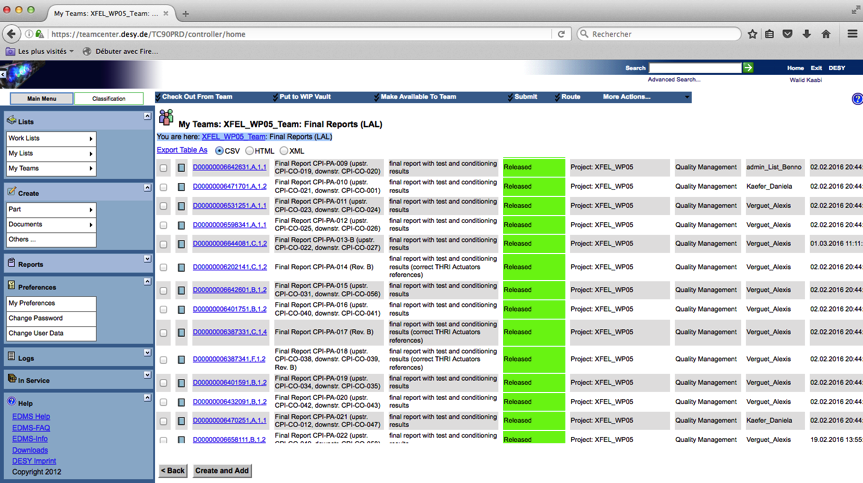 My Teams: XFEL_WP05_Team: ...
https://teamcenter.desy.de/TC90PRD/controller/home
Rechercher
Les plus visités
Débuter avec Fire...
Search
Home Exit DESY
Advanced Search...
Walid Kaabi
Main Menu
Classification
Check Out From Team
Put to WIP Vault
Make Available To Team
Submit
Route
More Actions...
Lists
Work Lists
My Lists
My Teams
Create
Part
Documents
Others ...
Reports
Preferences
My Preferences
Change Password
Change User Data
Logs
In Service
Help
EDMS Help
EDMS-FAQ
EDMS-Info
Downloads
DESY Imprint
Copyright 2012
My Teams: XFEL_WP05_Team: Final Reports (LAL)
You are here: XFEL_WP05_Team: Final Reports (LAL)
Export Table As CSV HTML XML
D00000006642631,A,1,1 Final Report CPI-PA-009 (upstr. CPI-CO-019, downstr. CPI-CO-020) final report with test and conditioning results Released Project: XFEL_WP05 Quality Management admin_List_Benno 02.02.2016 20:44
D00000006471701,A,1,2 Final Report CPI-PA-010 (upstr. CPI-CO-021, downstr. CPI-CO-001) final report with test and conditioning results Released Project: XFEL_WP05 Quality Management Kaefer_Daniela 02.02.2016 20:44
D00000006531251,A,1,1 Final Report CPI-PA-011 (upstr. CPI-CO-023, downstr. CPI-CO-024) final report with test and conditioning results Released Project: XFEL_WP05 Quality Management Verguet_Alexis 02.02.2016 20:44
D00000006598341,A,1,1 Final Report CPI-PA-012 (upstr. CPI-CO-025, downstr. CPI-CO-026) final report with test and conditioning results Released Project: XFEL_WP05 Quality Management Verguet_Alexis 02.02.2016 20:44
D00000006644081,C,1,2 Final Report CPI-PA-013-B (upstr. CPI-CO-022, downstr. CPI-CO-027) final report with test and conditioning results Released Project: XFEL_WP05 Quality Management Verguet_Alexis 01.03.2016 11:11
D00000006202141,C,1,2 Final Report CPI-PA-014 (Rev. B) final report with test and conditioning results (correct THRI Actuators references) Released Project: XFEL_WP05 Quality Management Verguet_Alexis 02.02.2016 20:44
D00000006642601,B,1,2 Final Report CPI-PA-015 (upstr. CPI-CO-031, downstr. CPI-CO-056) final report with test and conditioning results Released Project: XFEL_WP05 Quality Management Verguet_Alexis 02.02.2016 20:44
D00000006401751,B,1,2 Final Report CPI-PA-016 (upstr. CPI-CO-040, downstr. CPI-CO-041) final report with test and conditioning results Released Project: XFEL_WP05 Quality Management Verguet_Alexis 02.02.2016 20:44
D00000006387331,C,1,4 Final Report CPI-PA-017 (Rev. B) final report with test and conditioning results (correct THRI Actuators references) Released Project: XFEL_WP05 Quality Management Verguet_Alexis 02.02.2016 20:44
D00000006387341,F,1,2 Final Report CPI-PA-018 (upstr. CPI-CO-038, downstr. CPI-CO-039, Rev. B) final report with test and conditioning results (correct THRI Actuators references) Released Project: XFEL_WP05 Quality Management Verguet_Alexis 02.02.2016 20:44
D00000006401591,B,1,2 Final Report CPI-PA-019 (upstr. CPI-CO-034, downstr. CPI-CO-035) final report with test and conditioning results Released Project: XFEL_WP05 Quality Management Verguet_Alexis 02.02.2016 20:44
D00000006432091,B,1,2 Final Report CPI-PA-020 (upstr. CPI-CO-042, downstr. CPI-CO-043) final report with test and conditioning results Released Project: XFEL_WP05 Quality Management Verguet_Alexis 02.02.2016 20:44
D00000006470251,A,1,1 Final Report CPI-PA-021 (upstr. CPI-CO-012, downstr. CPI-CO-047) final report with test and conditioning results Released Project: XFEL_WP05 Quality Management Kaefer_Daniela 02.02.2016 20:44
D00000006658111,B,1,2 Final Report CPI-PA-022 (upstr. final report with test and conditioning results Released Project: XFEL_WP05 Quality Management Verguet_Alexis 19.02.2016 13:55
< Back
Create and Add